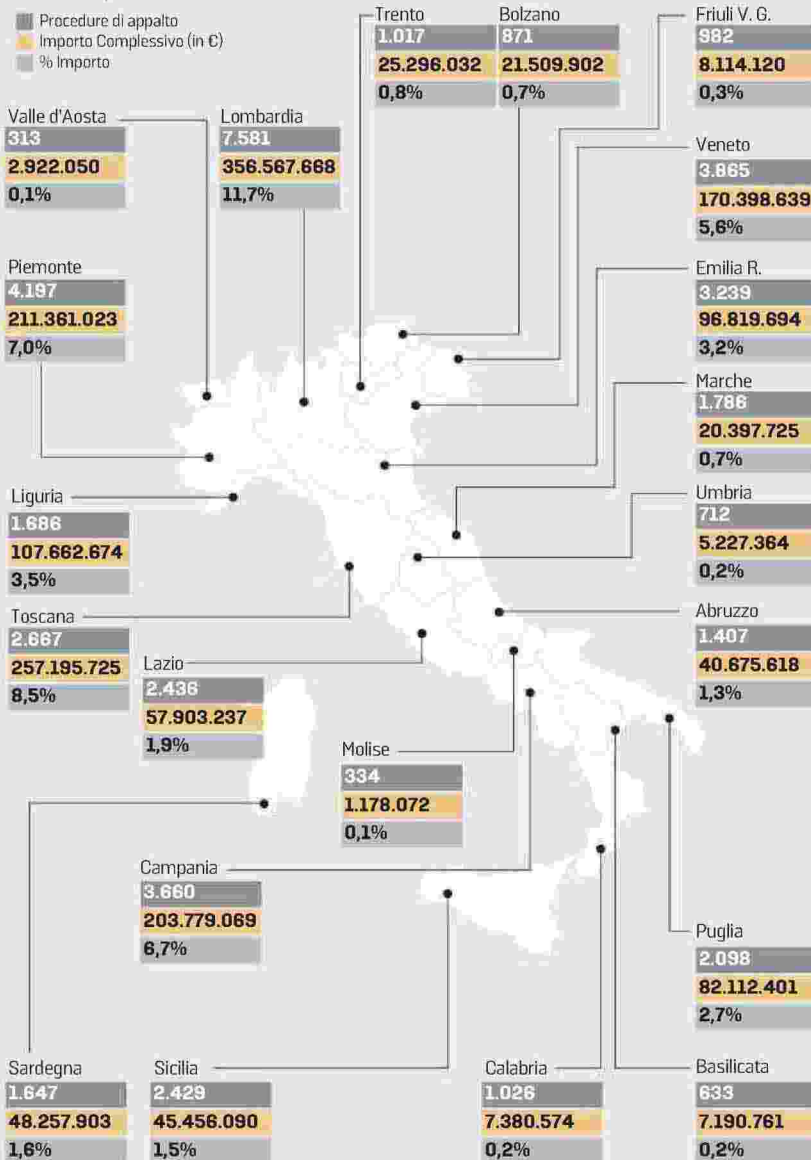 Procedure di appalto
Importo Complessivo (in €)
% Importo
Trento
1.017
25.296.032
0,8%
Bolzano
871
21.509.902
0,7%
Friuli V. G.
982
8.114.120
0,3%
Valle d'Aosta
313
2.922.050
0,1%
Lombardia
7.581
356.567.668
11,7%
Veneto
3.865
170.398.639
5,6%
Piemonte
4.197
211.361.023
7,0%
Emilia R.
3.239
96.819.694
3,2%
Marche
1.786
20.397.725
0,7%
Liguria
1.686
107.662.674
3,5%
Umbria
712
5.227.364
0,2%
Toscana
2.667
257.195.725
8,5%
Abruzzo
1.407
40.675.618
1,3%
Lazio
2.436
57.903.237
1,9%
Molise
334
1.178.072
0,1%
Campania
3.660
203.779.069
6,7%
Puglia
2.098
82.112.401
2,7%
Sardegna
1.647
48.257.903
1,6%
Sicilia
2.429
45.456.090
1,5%
Calabria
1.026
7.380.574
0,2%
Basilicata
633
7.190.761
0,2%